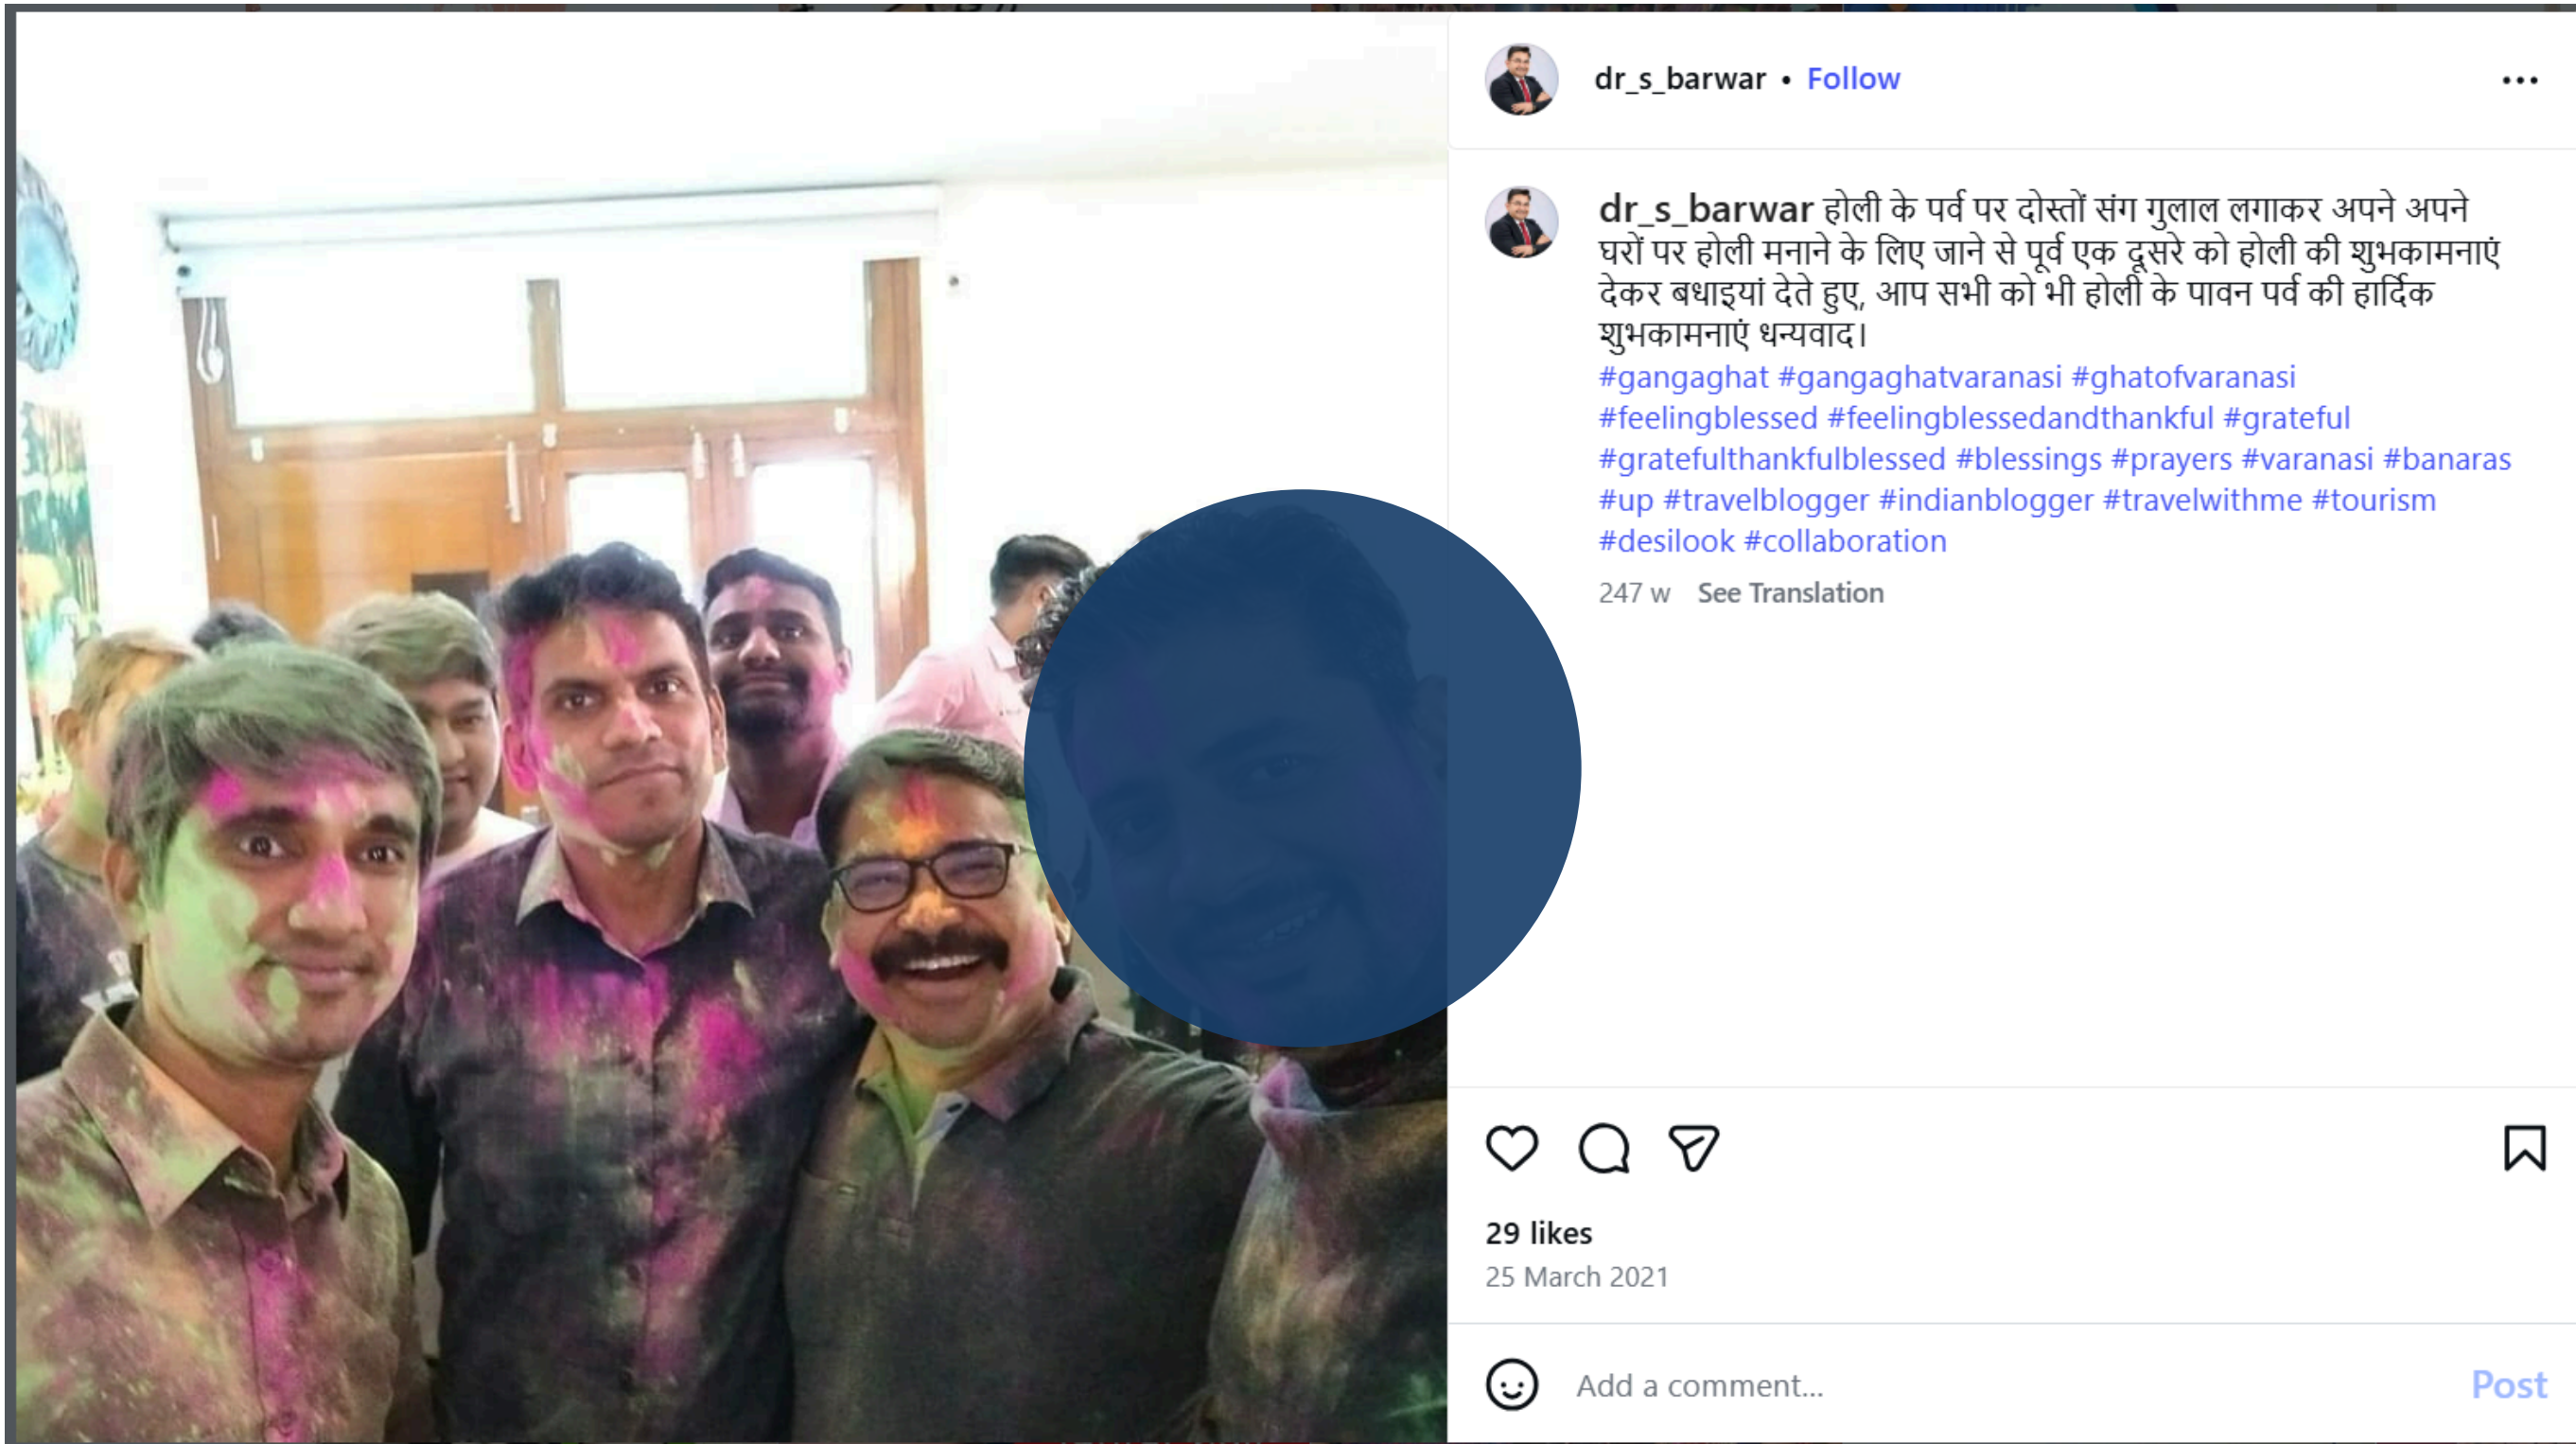 dr_s_barwar • Follow
dr_s_barwar होली के पर्व पर दोस्तों संग गुलाल लगाकर अपने अपने
घरों पर होली मनाने के लिए जाने से पूर्व एक दूसरे को होली की शुभकामनाएं
देकर बधाइयां देते हुए, आप सभी को भी होली के पावन पर्व की हार्दिक
शुभकामनाएं धन्यवाद।
#gangaghat #gangaghatvaranasi #ghatofvaranasi
#feelingblessed #feelingblessedandthankful #grateful
#gratefulthankfulblessed #blessings #prayers #varanasi #banaras
#up #travelblogger #indianblogger #travelwithme #tourism
#desilook #collaboration
247 w See Translation
29 likes
25 March 2021
Add a comment... Post